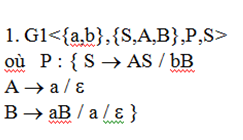 1. G1<{a,b},{S,A,B},P,S>
où P : { S → AS / bB
A → a / ε
B → aB / a / ε }